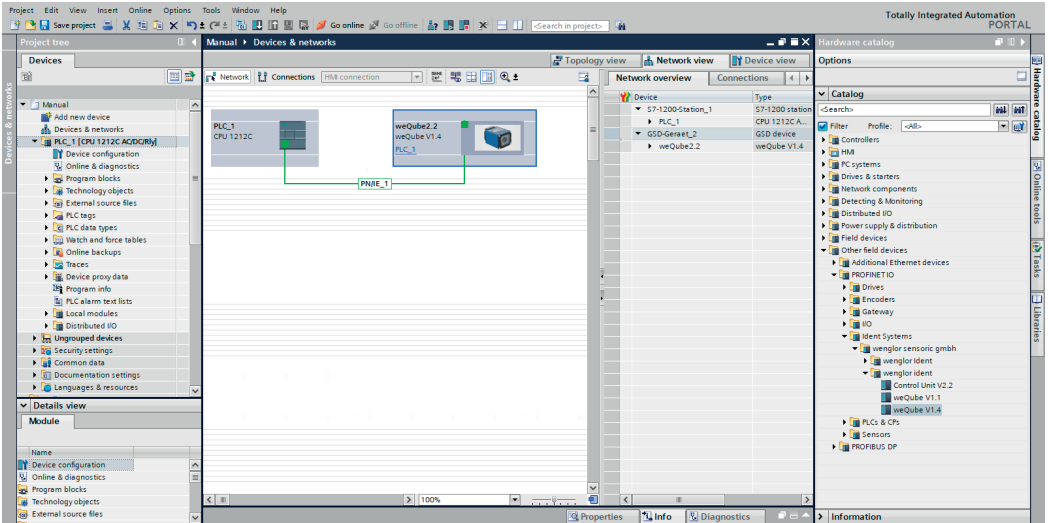 Project Edit View Insert Online Options Tools Window Help
Totally Integrated Automation
PORTAL
Save project Go online Go offline <Search in project>
Project tree
Devices
Manual
Add new device
Devices & networks
PLC_1 [CPU 1212C AC/DC/Rly]
Device configuration
Online & diagnostics
Program blocks
Technology objects
External source files
PLC tags
PLC data types
Watch and force tables
Online backups
Traces
Device proxy data
Program info
PLC alarm text lists
Local modules
Distributed I/O
Ungrouped devices
Security settings
Common data
Documentation settings
Languages & resources
Details view
Module
Name
Device configuration
Online & diagnostics
Program blocks
Technology objects
External source files
Devices & networks
Manual Devices & networks
Topology view Network view Device view
Network Connections HMI connection
PLC_1
CPU 1212C
weQube2.2
weQube V1.4
PLC_1
PN/IE_1
100%
Network overview Connections
Device Type
S7-1200-Station_1 S7-1200 station
PLC_1 CPU 1212C A...
GSD-Geraet_2 GSD device
weQube2.2 weQube V1.4
Properties Info Diagnostics
Hardware catalog
Options
Catalog
<Search>
Filter Profile: <All>
Controllers
HMI
PC systems
Drives & starters
Network components
Detecting & Monitoring
Distributed I/O
Power supply & distribution
Field devices
Other field devices
Additional Ethernet devices
PROFINET IO
Drives
Encoders
Gateway
I/O
Ident Systems
wenglor sensoric gmbh
wenglor Ident
wenglor ident
Control Unit V2.2
weQube V1.1
weQube V1.4
PLCs & CPs
Sensors
PROFIBUS DP
Information
Hardware catalog
Online tools
Tasks
Libraries